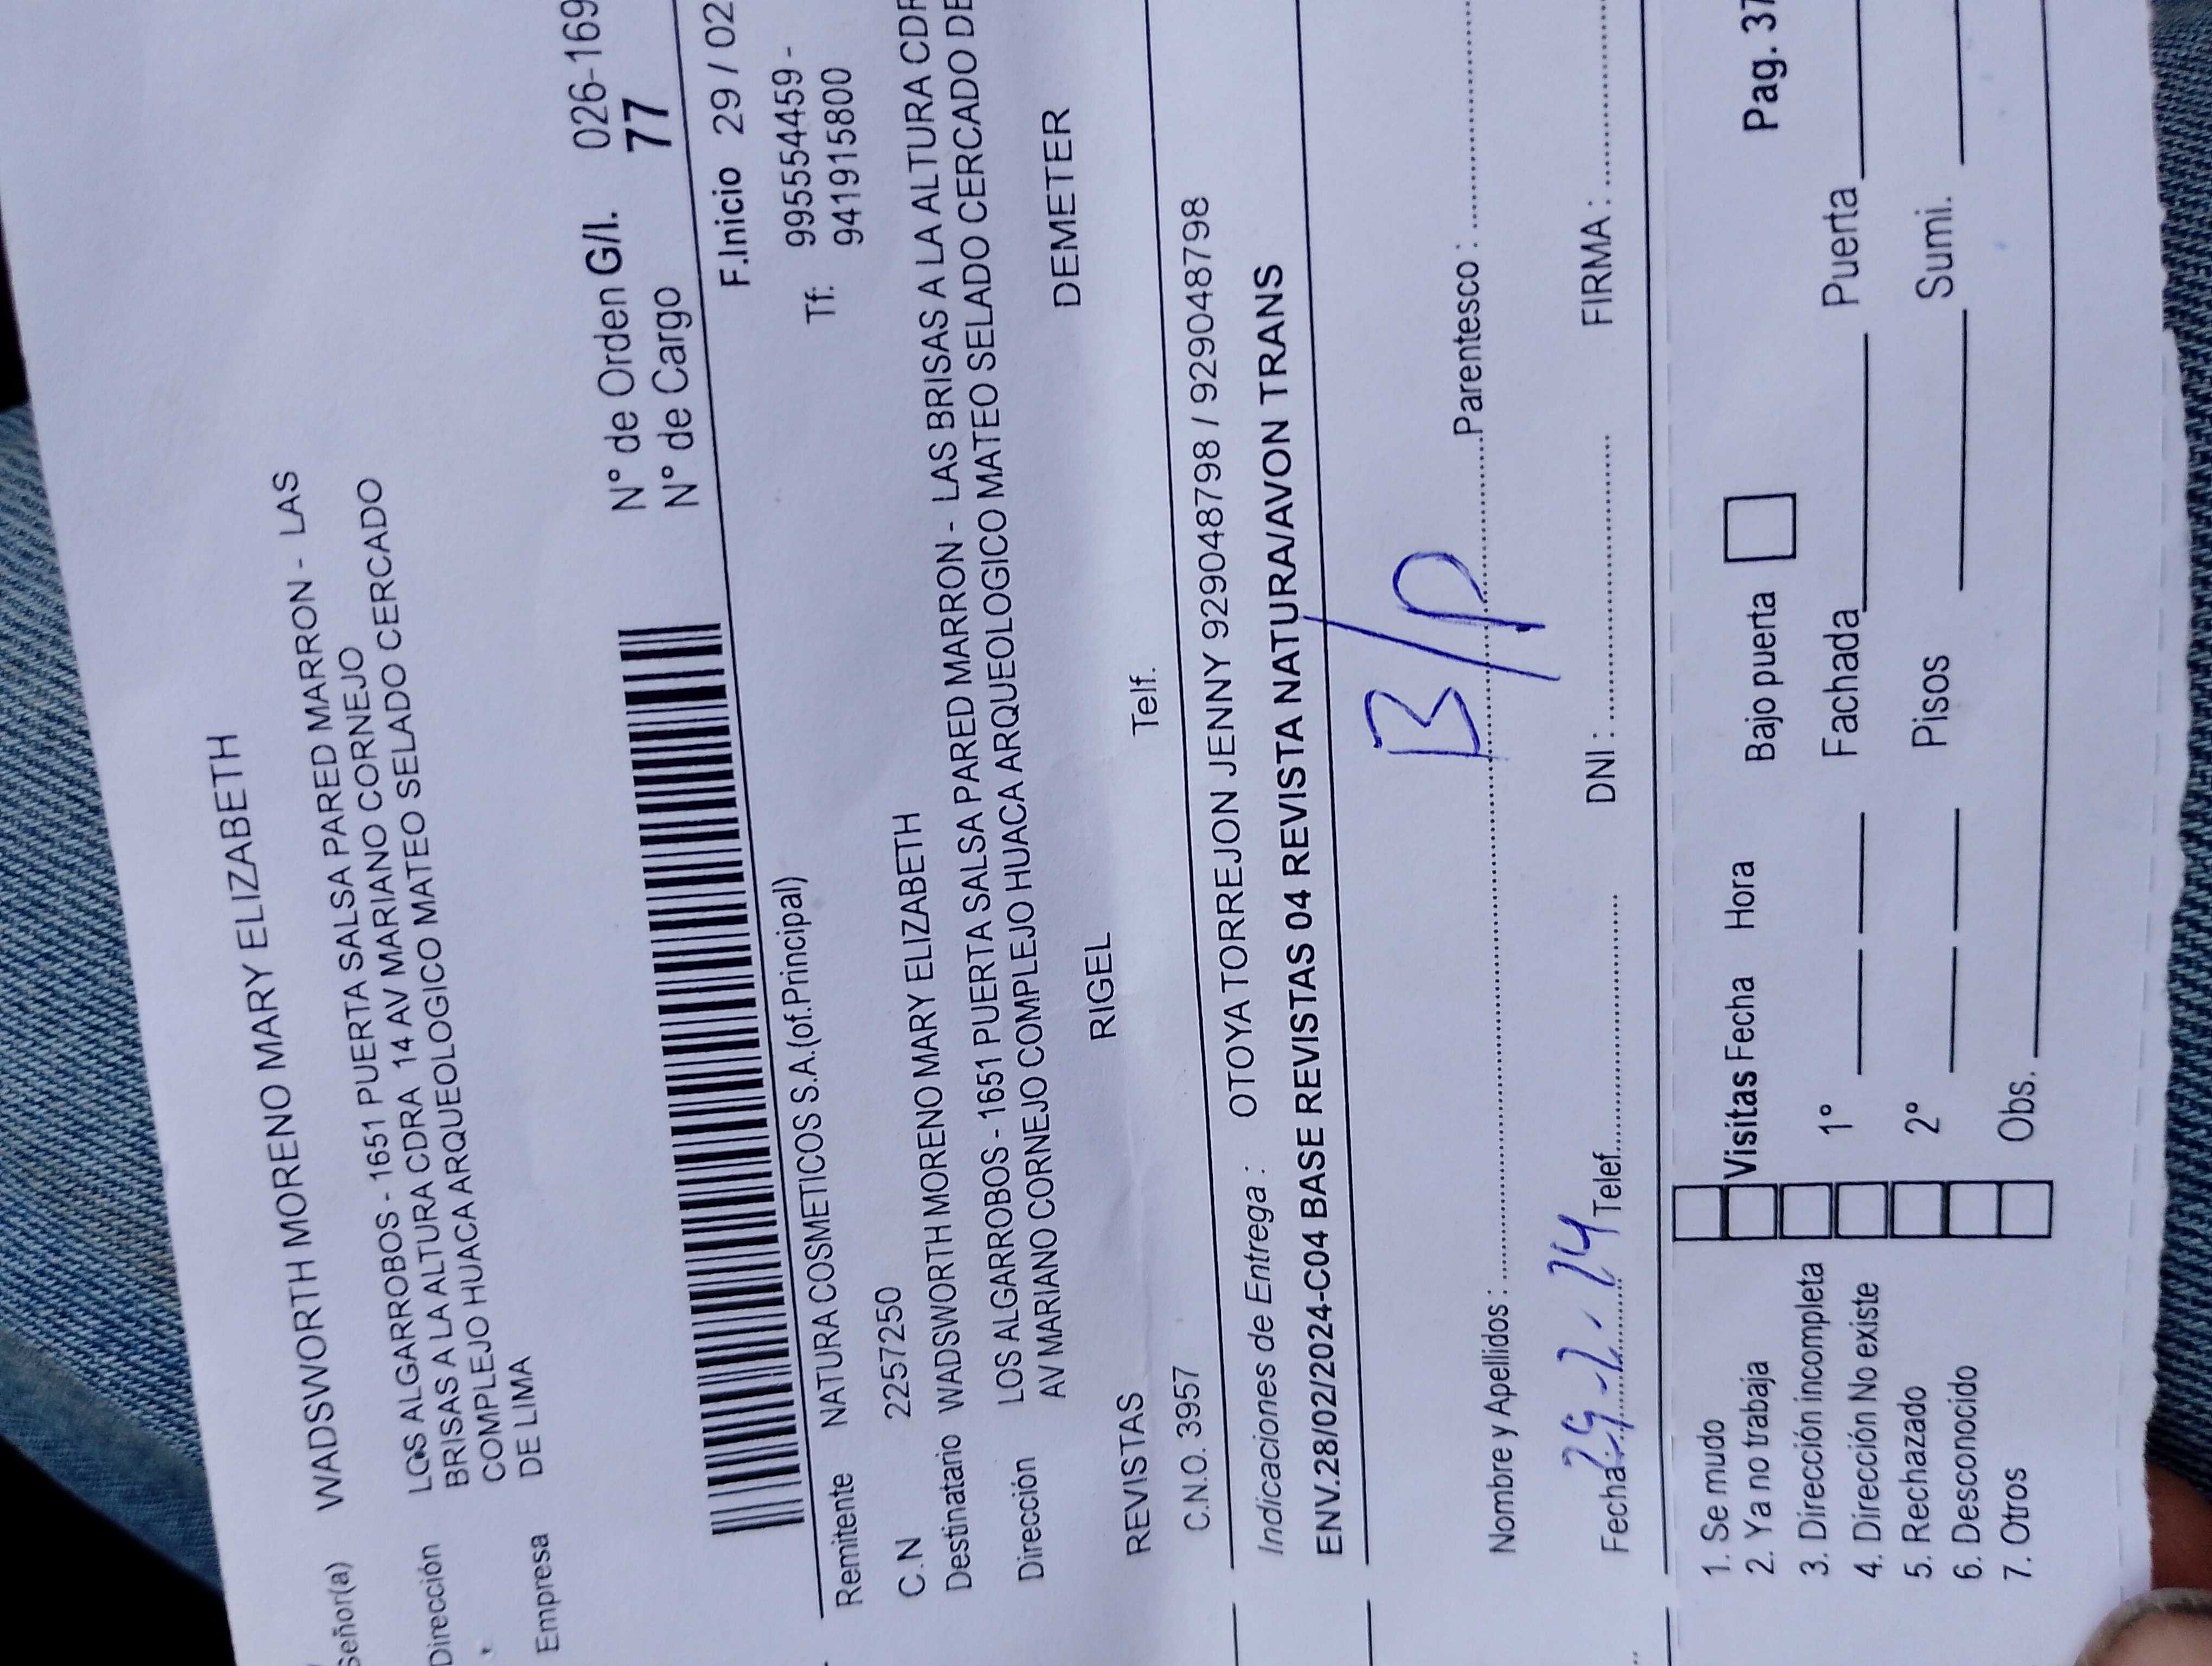 Señor(a) WADSWORTH MORENO MARY ELIZABETH
Dirección LOS ALGARROBOS - 1651 PUERTA SALSA PARED MARRON - LAS
BRISAS A LA ALTURA CDRA 14 AV MARIANO CORNEJO
COMPLEJO HUACA ARQUEOLOGICO MATEO SELADO CERCADO
Empresa DE LIMA
N° de Orden G/I. 026-169
N° de Cargo 77
F.Inicio 29 / 02
Remitente NATURA COSMETICOS S.A.(of.Principal) Tf: 995554459 -
941915800
C.N 2257250
Destinatario WADSWORTH MORENO MARY ELIZABETH
Dirección LOS ALGARROBOS - 1651 PUERTA SALSA PARED MARRON - LAS BRISAS A LA ALTURA CDR
AV MARIANO CORNEJO COMPLEJO HUACA ARQUEOLOGICO MATEO SELADO CERCADO DE
RIGEL DEMETER
REVISTAS Telf.
C.N.O. 3957
Indicaciones de Entrega : OTOYA TORREJON JENNY 929048798 / 929048798
ENV.28/02/2024-C04 BASE REVISTAS 04 REVISTA NATURA/AVON TRANS
B/P
Nombre y Apellidos : Parentesco :
Fecha 29-2-24 Telef. DNI : FIRMA :
1. Se mudo
2. Ya no trabaja Visitas Fecha Hora Bajo puerta Pag. 37
3. Dirección incompleta 1° Fachada Puerta
4. Dirección No existe
5. Rechazado 2° Pisos Sumi.
6. Desconocido
7. Otros Obs.